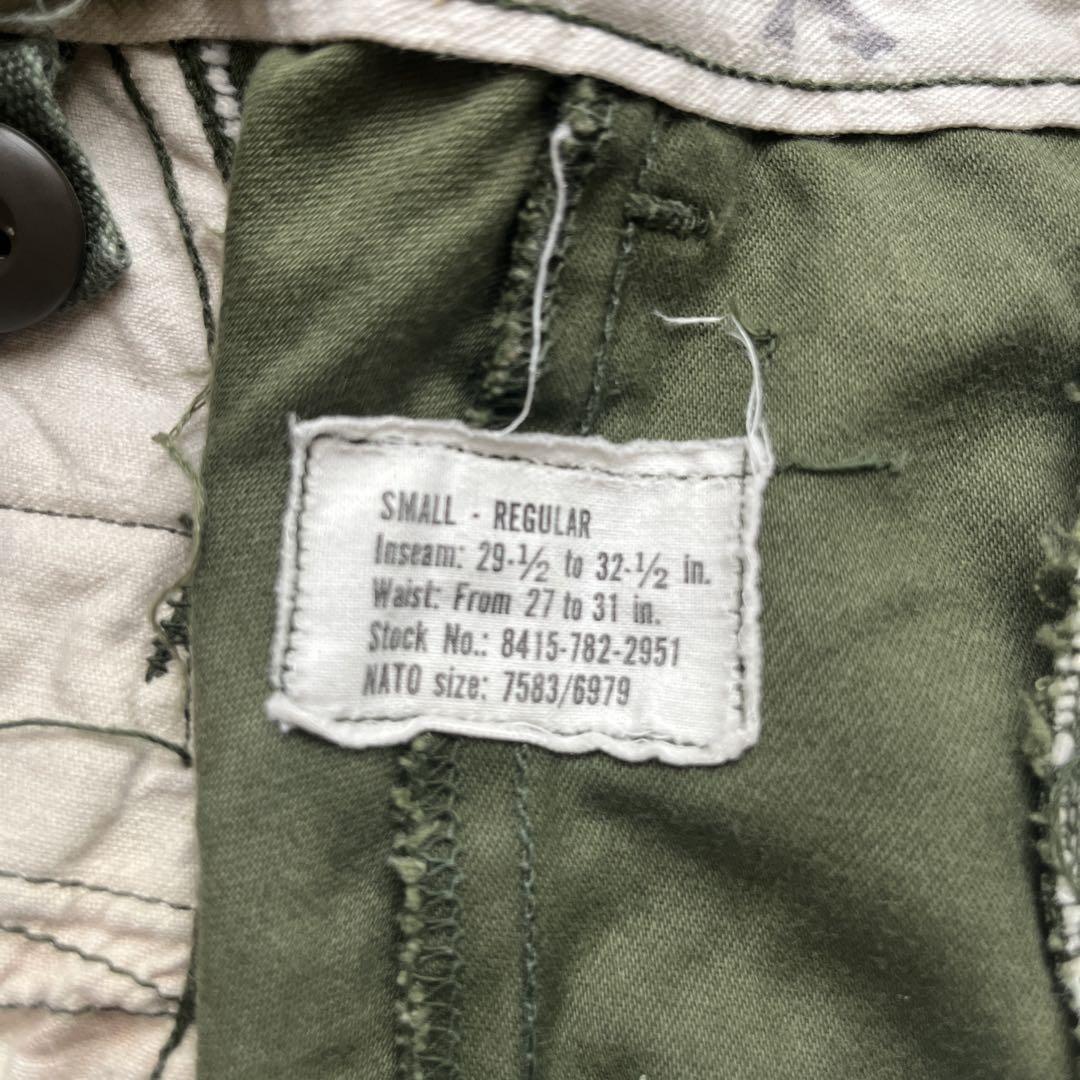 SMALL - REGULAR
Inseam: 29-½ to 32-½ in.
Waist: From 27 to 31 in.
Stock No.: 8415-782-2951
NATO size: 7583/6979